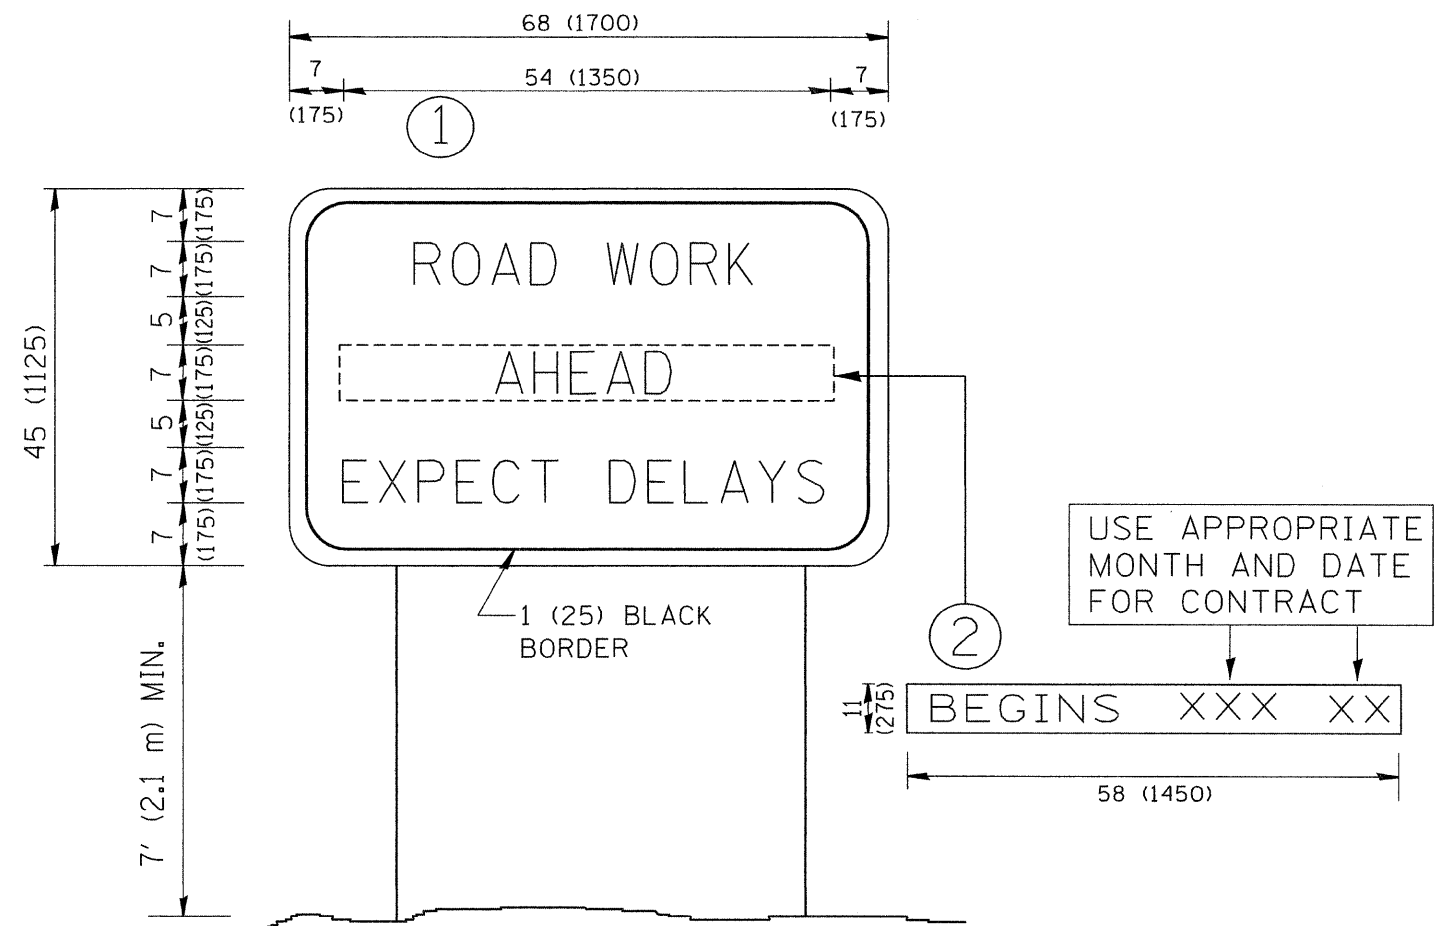 68 (1700)
7
54 (1350)
7
(175)
(175)
1
45 (1125)
7 (175)
7 (175)
5 (125)
7 (175)
5 (125)
7 (175)
7 (175)
ROAD WORK
AHEAD
EXPECT DELAYS
1 (25) BLACK
BORDER
7' (2.1 m) MIN.
USE APPROPRIATE
MONTH AND DATE
FOR CONTRACT
2
11
(275)
BEGINS XXX XX
58 (1450)